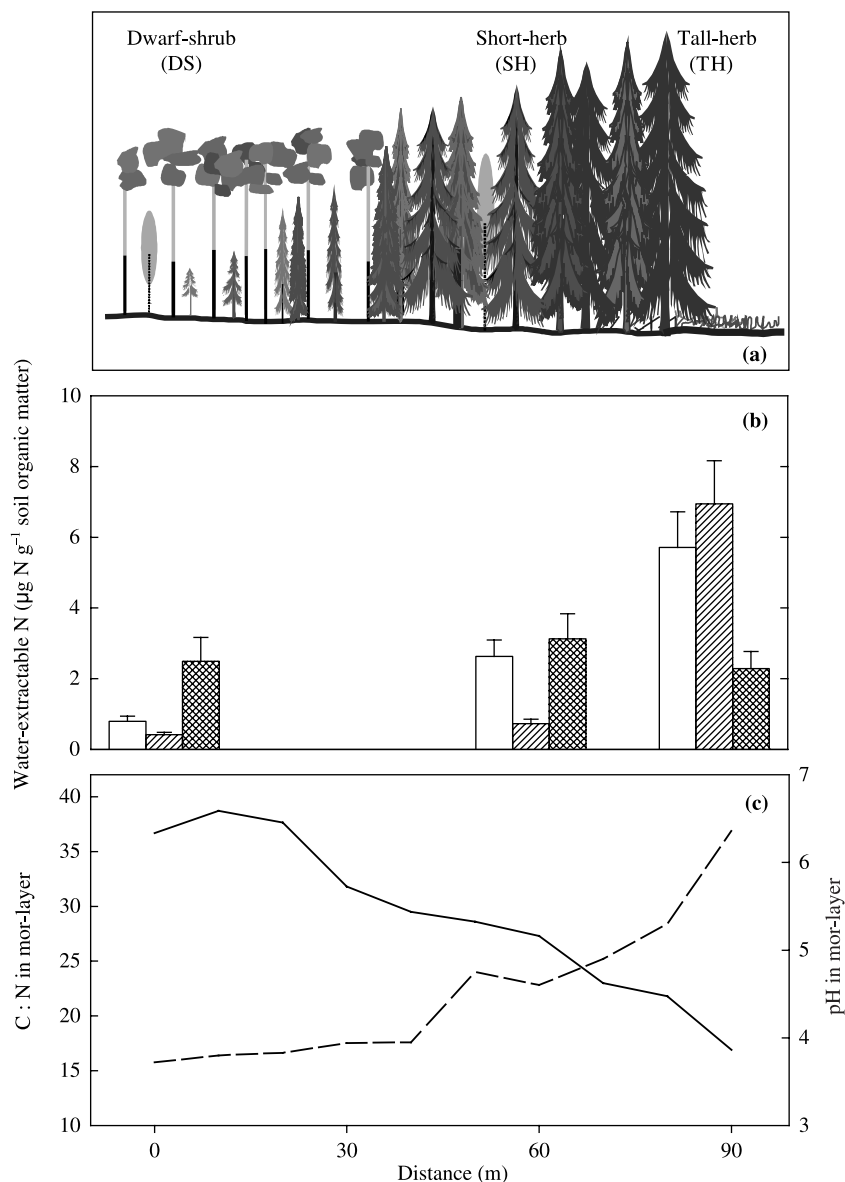 Dwarf-shrub
(DS)
Short-herb
(SH)
Tall-herb
(TH)
(a)
Water-extractable N (µg N g⁻¹ soil organic matter)
10
8
6
4
2
0
(b)
C : N in mor-layer
40
35
30
25
20
15
10
(c)
7
6
5
4
3
pH in mor-layer
0
30
60
90
Distance (m)